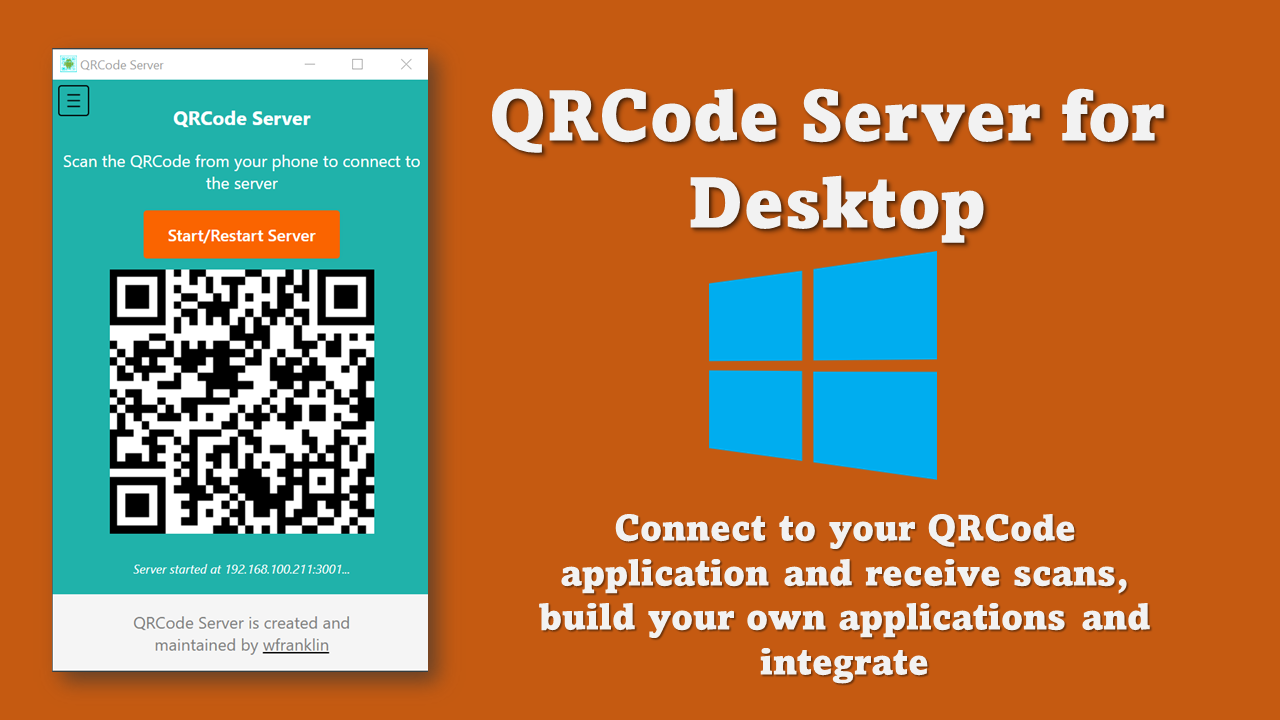 QRCode Server
QRCode Server
Scan the QRCode from your phone to connect to
the server
Start/Restart Server
Server started at 192.168.100.211:3001...
QRCode Server is created and
maintained by wfranklin
QRCode Server for
Desktop
Connect to your QRCode
application and receive scans,
build your own applications and
integrate